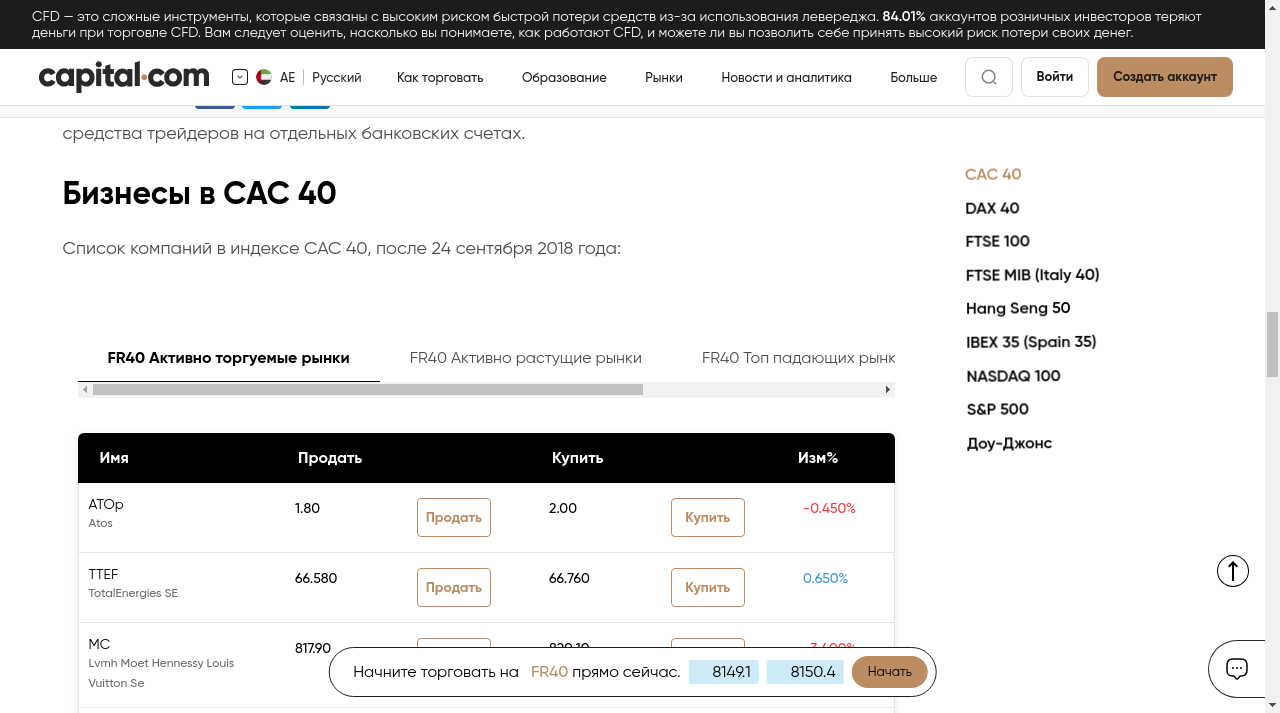 CFD — это сложные инструменты, которые связаны с высоким риском быстрой потери средств из-за использования левереджа. 84.01% аккаунтов розничных инвесторов теряют
деньги при торговле CFD. Вам следует оценить, насколько вы понимаете, как работают CFD, и можете ли вы позволить себе принять высокий риск потери своих денег.
capital.com
AE
Русский
Как торговать
Образование
Рынки
Новости и аналитика
Больше
Войти
Создать аккаунт
средства трейдеров на отдельных банковских счетах.
Бизнесы в CAC 40
Список компаний в индексе CAC 40, после 24 сентября 2018 года:
CAC 40
DAX 40
FTSE 100
FTSE MIB (Italy 40)
Hang Seng 50
IBEX 35 (Spain 35)
NASDAQ 100
S&P 500
Доу-Джонс
FR40 Активно торгуемые рынки
FR40 Активно растущие рынки
FR40 Топ падающих рынк
Имя Продать Купить Изм%
ATOp 1.80 Продать 2.00 Купить -0.450%
Atos
TTEF 66.580 Продать 66.760 Купить 0.650%
TotalEnergies SE
MC 817.90
Lvmh Moet Hennessy Louis
Vuitton Se
Начните торговать на FR40 прямо сейчас. 8149.1 8150.4 Начать